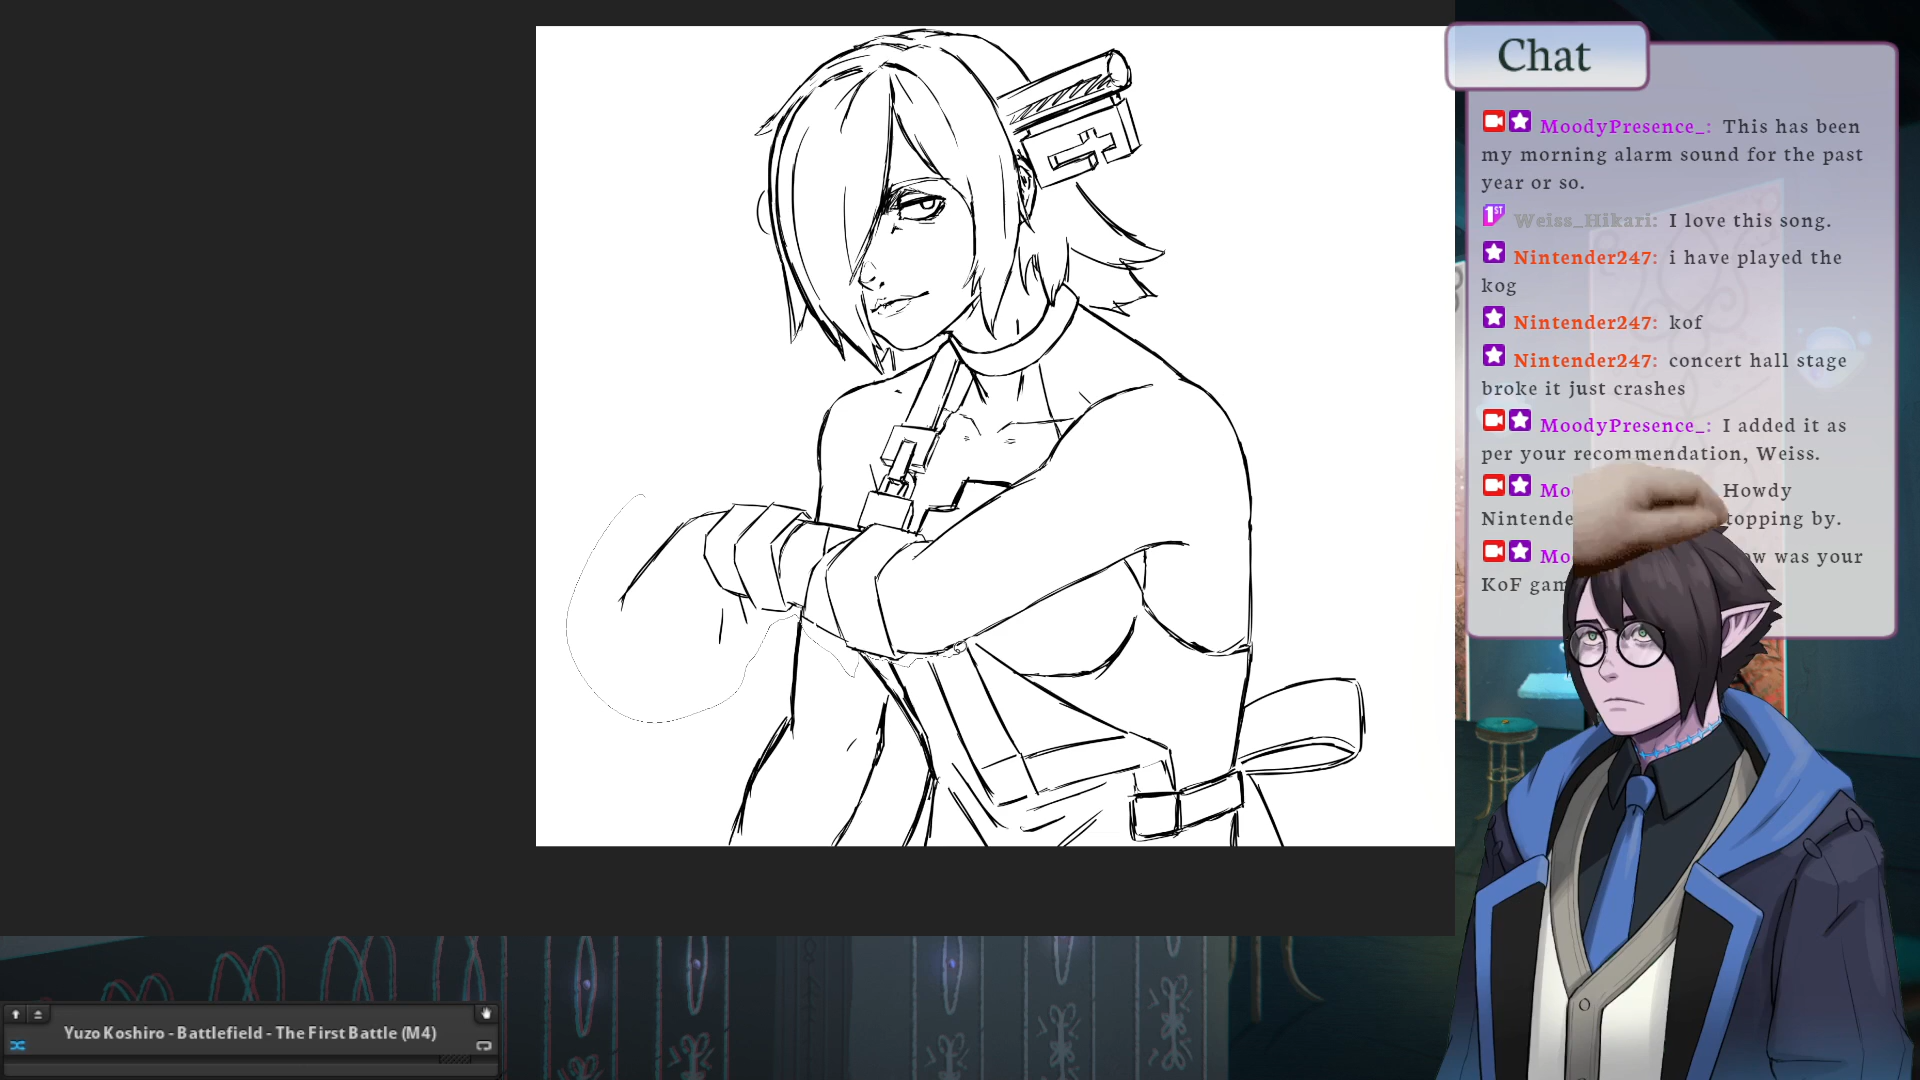 Chat
MoodyPresence_: This has been
my morning alarm sound for the past
year or so.
1ST Weiss_Hikari: I love this song.
Nintender247: i have played the
kog
Nintender247: kof
Nintender247: concert hall stage
broke it just crashes
MoodyPresence_: I added it as
per your recommendation, Weiss.
Mo Howdy
Nintende topping by.
Mo ow was your
KoF gam
Yuzo Koshiro - Battlefield - The First Battle (M4)